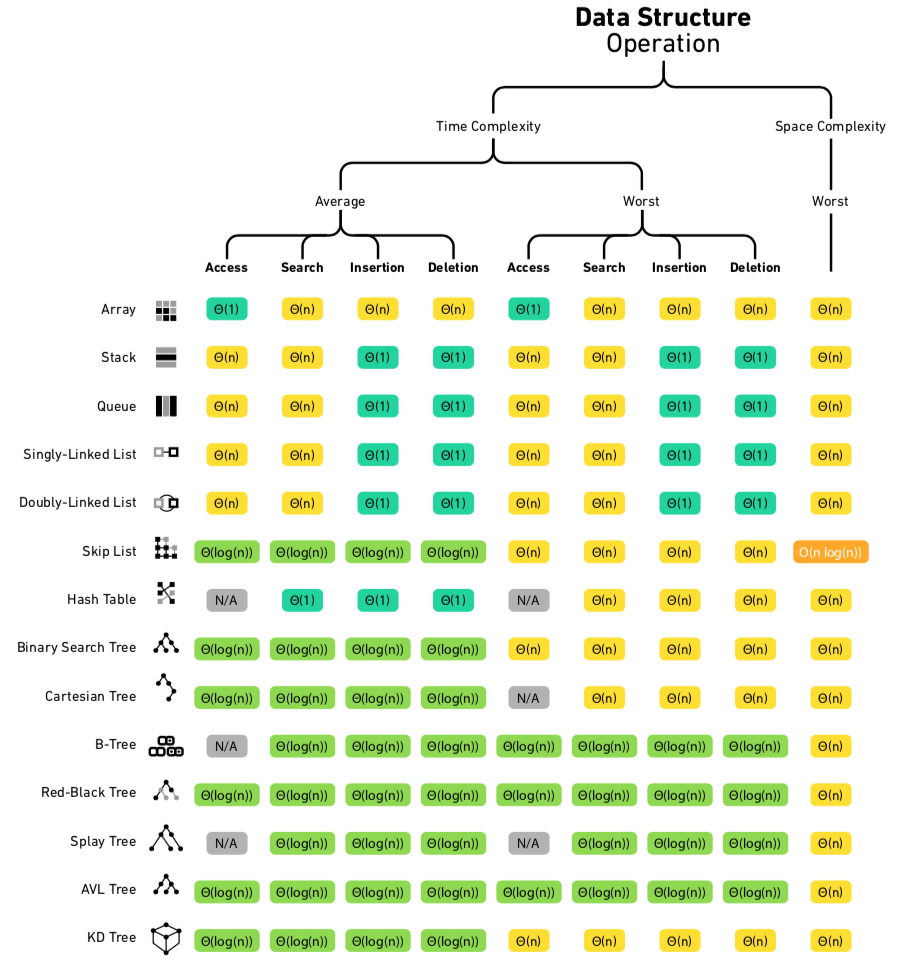 Data Structure
Operation
Time Complexity Space Complexity
Average Worst Worst
Access Search Insertion Deletion Access Search Insertion Deletion
Array Θ(1) Θ(n) Θ(n) Θ(n) Θ(1) Θ(n) Θ(n) Θ(n) Θ(n)
Stack Θ(n) Θ(n) Θ(1) Θ(1) Θ(n) Θ(n) Θ(1) Θ(1) Θ(n)
Queue Θ(n) Θ(n) Θ(1) Θ(1) Θ(n) Θ(n) Θ(1) Θ(1) Θ(n)
Singly-Linked List Θ(n) Θ(n) Θ(1) Θ(1) Θ(n) Θ(n) Θ(1) Θ(1) Θ(n)
Doubly-Linked List Θ(n) Θ(n) Θ(1) Θ(1) Θ(n) Θ(n) Θ(1) Θ(1) Θ(n)
Skip List Θ(log(n)) Θ(log(n)) Θ(log(n)) Θ(log(n)) Θ(n) Θ(n) Θ(n) Θ(n) O(n log(n))
Hash Table N/A Θ(1) Θ(1) Θ(1) N/A Θ(n) Θ(n) Θ(n) Θ(n)
Binary Search Tree Θ(log(n)) Θ(log(n)) Θ(log(n)) Θ(log(n)) Θ(n) Θ(n) Θ(n) Θ(n) Θ(n)
Cartesian Tree Θ(log(n)) Θ(log(n)) Θ(log(n)) Θ(log(n)) N/A Θ(n) Θ(n) Θ(n) Θ(n)
B-Tree N/A Θ(log(n)) Θ(log(n)) Θ(log(n)) Θ(log(n)) Θ(log(n)) Θ(log(n)) Θ(log(n)) Θ(n)
Red-Black Tree Θ(log(n)) Θ(log(n)) Θ(log(n)) Θ(log(n)) Θ(log(n)) Θ(log(n)) Θ(log(n)) Θ(log(n)) Θ(n)
Splay Tree N/A Θ(log(n)) Θ(log(n)) Θ(log(n)) N/A Θ(log(n)) Θ(log(n)) Θ(log(n)) Θ(n)
AVL Tree Θ(log(n)) Θ(log(n)) Θ(log(n)) Θ(log(n)) Θ(log(n)) Θ(log(n)) Θ(log(n)) Θ(log(n)) Θ(n)
KD Tree Θ(log(n)) Θ(log(n)) Θ(log(n)) Θ(log(n)) Θ(n) Θ(n) Θ(n) Θ(n) Θ(n)